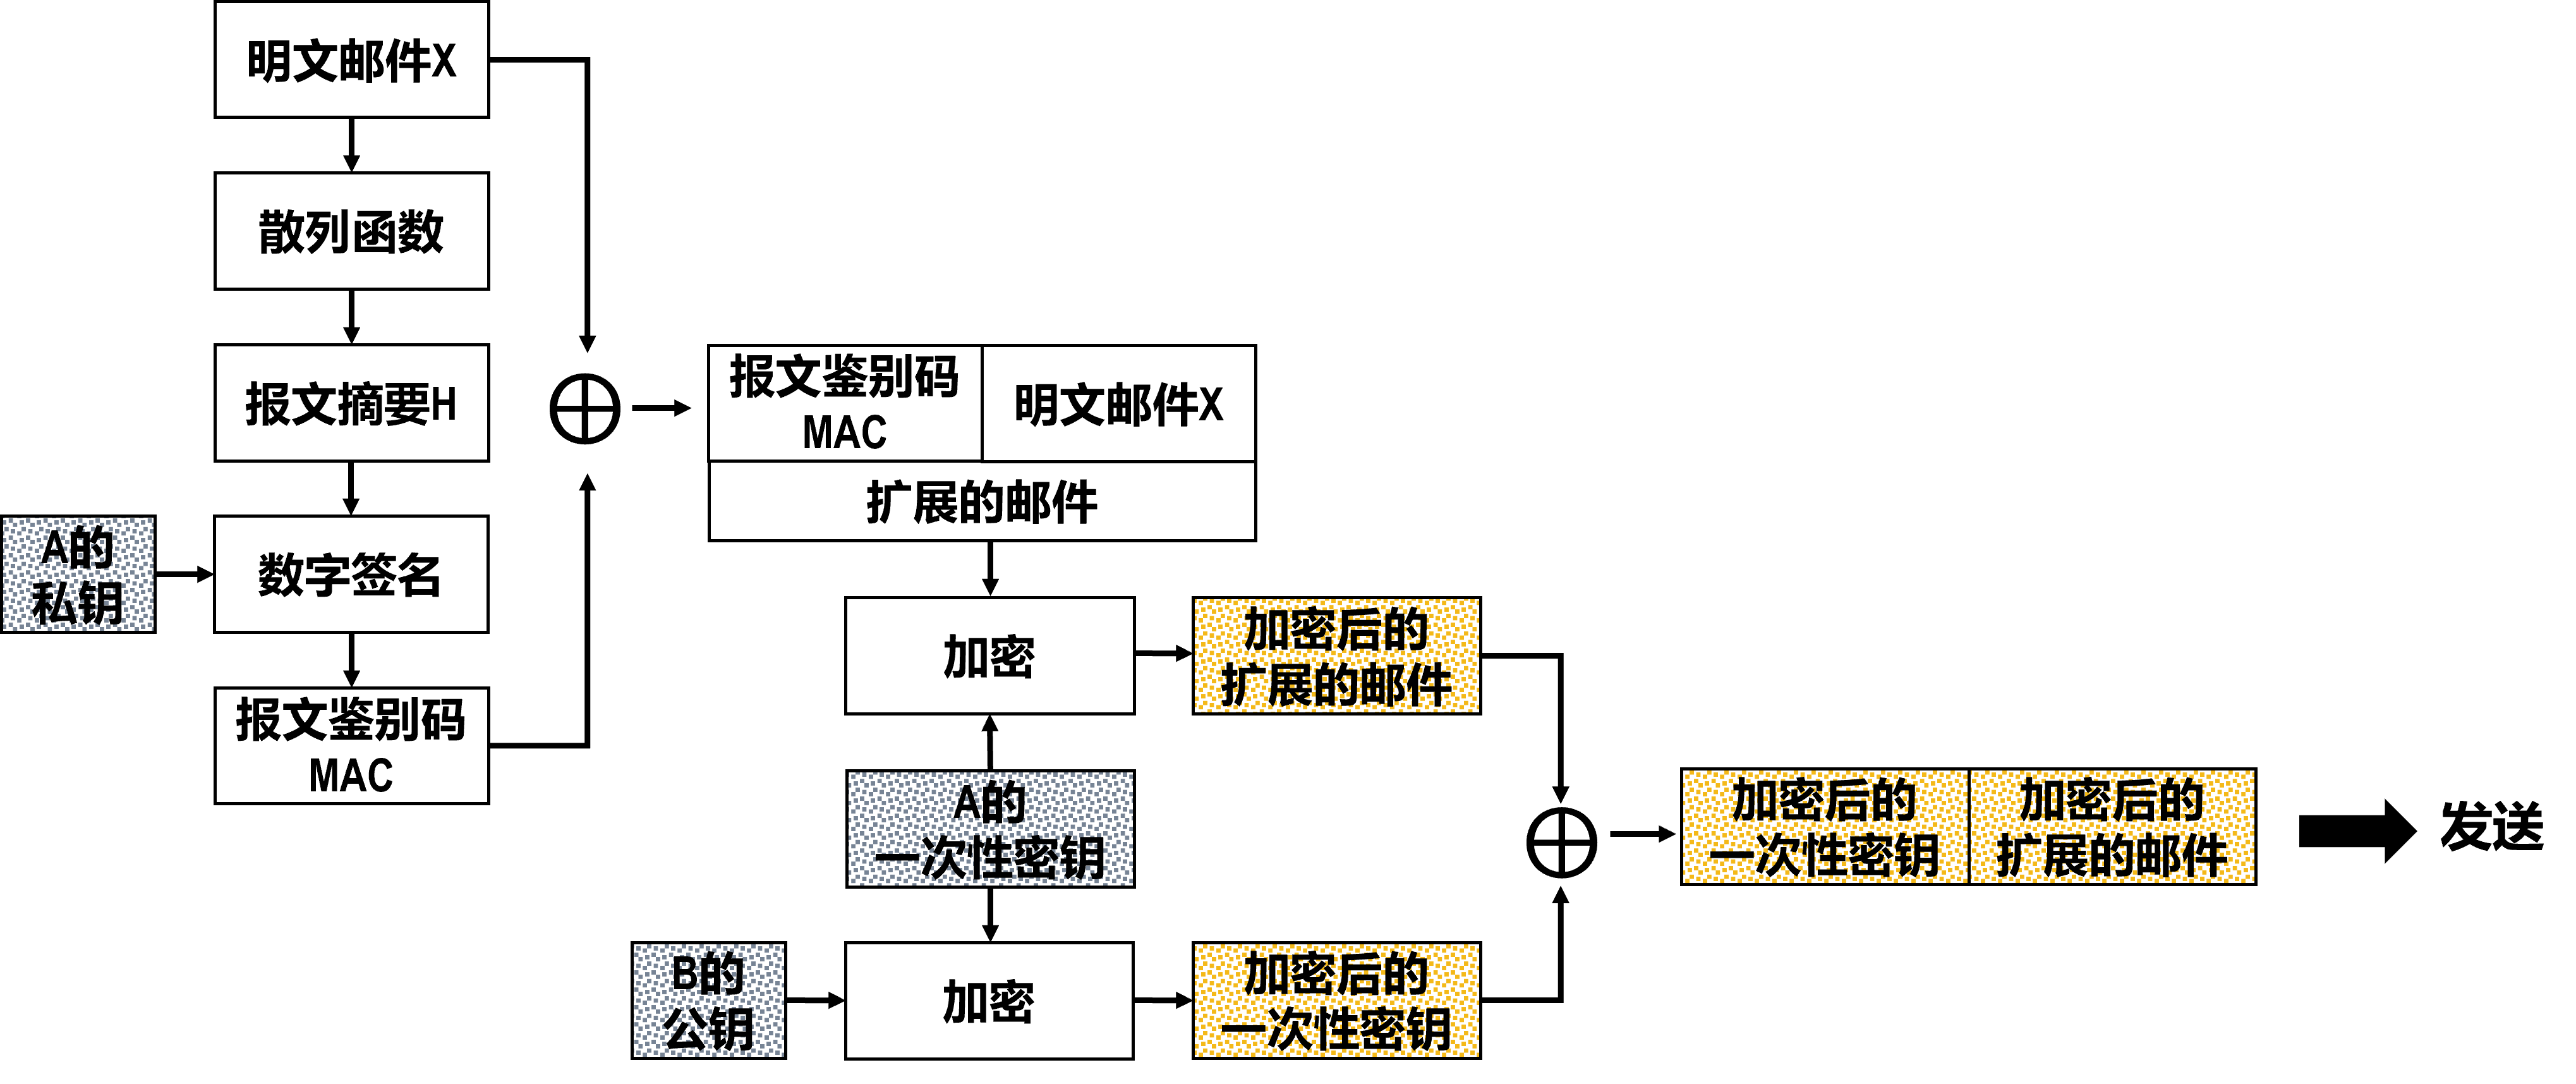 明文邮件X
散列函数
报文摘要H
A的
私钥
数字签名
报文鉴别码
MAC
报文鉴别码
MAC
明文邮件X
扩展的邮件
加密
加密后的
扩展的邮件
A的
一次性密钥
B的
公钥
加密
加密后的
一次性密钥
加密后的
一次性密钥
加密后的
扩展的邮件
发送